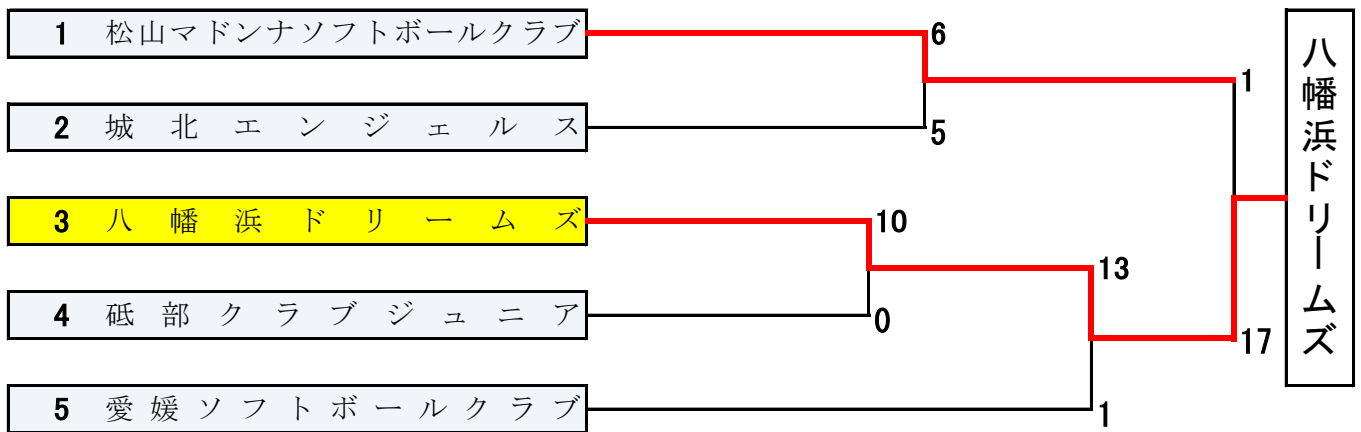 1 松山マドンナソフトボールクラブ
6
1
2 城北エンジェルス
5
3 八幡浜ドリームズ
10
13
4 砥部クラブジュニア
0
17
5 愛媛ソフトボールクラブ
1
八幡浜ドリームズ